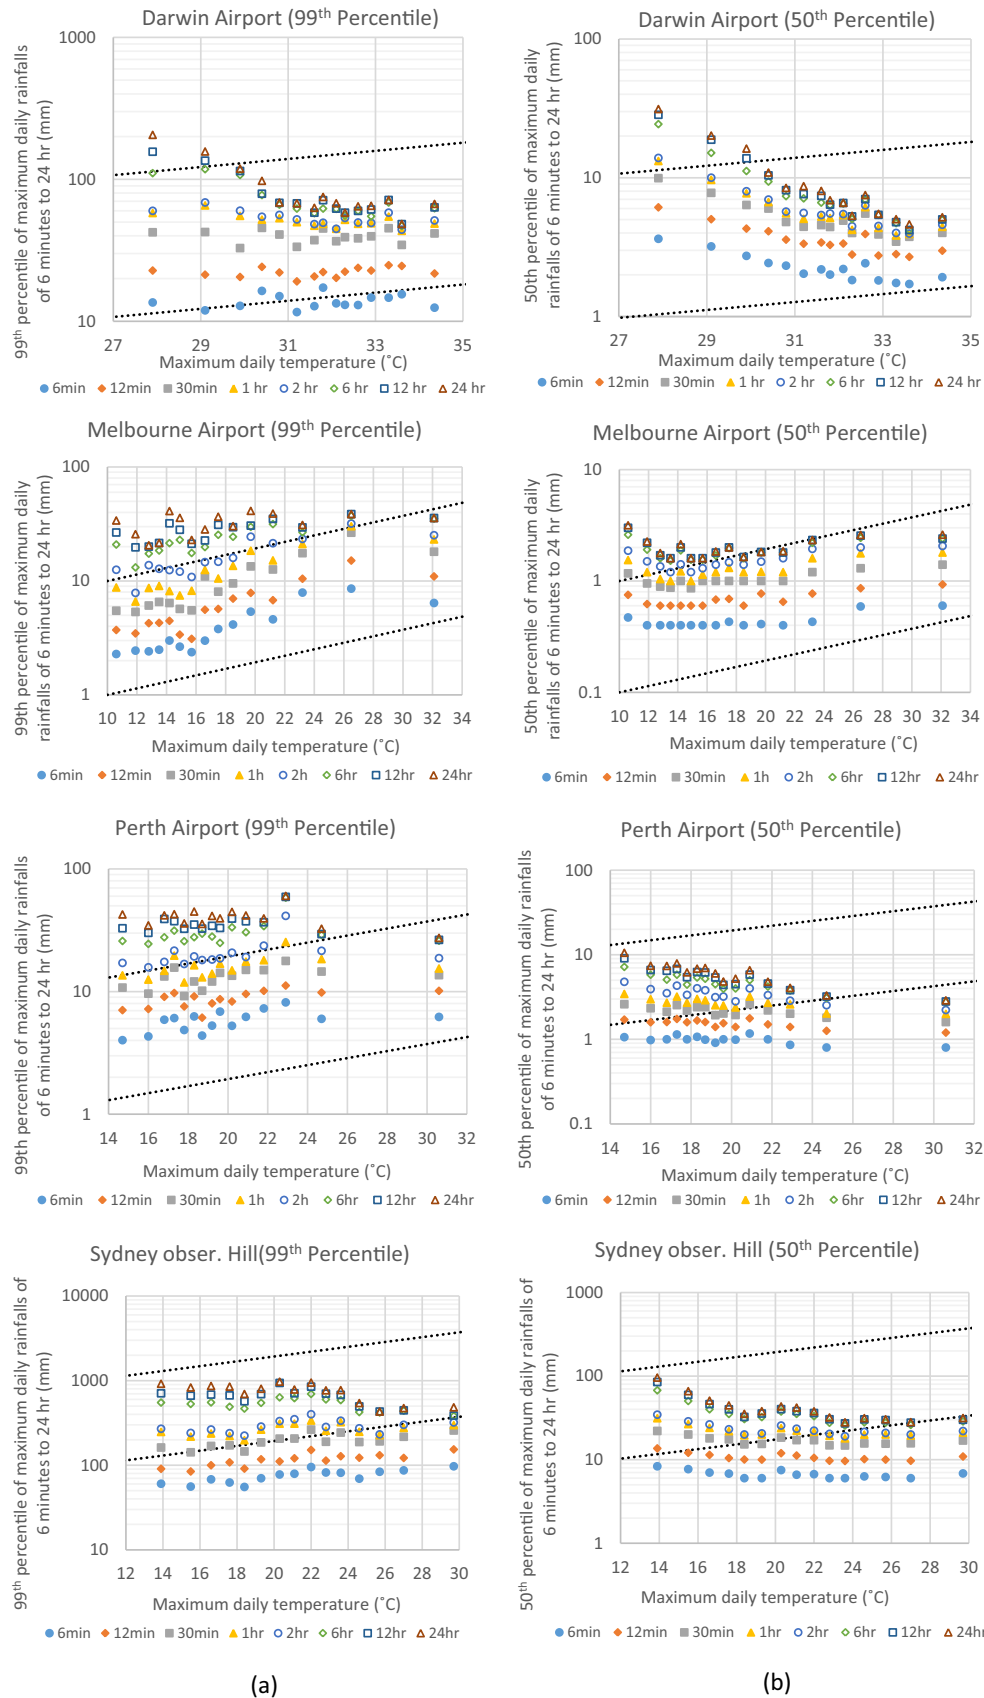 Darwin Airport (99th Percentile)
99th percentile of maximum daily rainfalls
of 6 minutes to 24 hr (mm)
1000
100
10
27 29 31 33 35
Maximum daily temperature (˚C)
6min 12min 30min 1 hr 2 hr 6 hr 12 hr 24 hr
Darwin Airport (50th Percentile)
50th percentile of maximum daily
rainfalls of 6 minutes to 24 hr (mm)
100
10
1
27 29 31 33 35
Maximum daily temperature (˚C)
6min 12min 30min 1 hr 2 hr 6 hr 12 hr 24 hr
Melbourne Airport (99th Percentile)
99th percentile of maximum daily
rainfalls of 6 minutes to 24 hr (mm)
100
10
1
10 12 14 16 18 20 22 24 26 28 30 32 34
Maximum daily temperature (˚C)
6min 12min 30min 1h 2h 6hr 12hr 24hr
Melbourne Airport (50th Percentile)
50th percentile of maximum daily
rainfalls of 6 minutes to 24 hr (mm)
10
1
0.1
10 12 14 16 18 20 22 24 26 28 30 32 34
Maximum daily temperature (˚C)
6min 12min 30min 1h 2h 6hr 12hr 24hr
Perth Airport (99th Percentile)
99th percentile of maximum daily rainfalls
of 6 minutes to 24 hr (mm)
100
10
1
14 16 18 20 22 24 26 28 30 32
Maximum daily temperature (˚C)
6min 12min 30min 1h 2h 6hr 12hr 24hr
Perth Airport (50th Percentile)
50th percentile of maximum daily rainfalls
of 6 minutes to 24 hr (mm)
100
10
1
0.1
14 16 18 20 22 24 26 28 30 32
Maximum daily temperature (˚C)
6min 12min 30min 1h 2h 6hr 12hr 24hr
Sydney obser. Hill(99th Percentile)
99th percentile of maximum daily rainfalls of
6 minutes to 24 hr (mm)
10000
1000
100
10
12 14 16 18 20 22 24 26 28 30
Maximum daily temperature (˚C)
6min 12min 30min 1hr 2hr 6hr 12hr 24hr
Sydney obser. Hill (50th Percentile)
50th percentile of maximum daily rainfalls of
6 minutes to 24 hr (mm)
1000
100
10
1
12 14 16 18 20 22 24 26 28 30
Maximum daily temperature (˚C)
6min 12min 30min 1hr 2hr 6hr 12hr 24hr
(a)
(b)